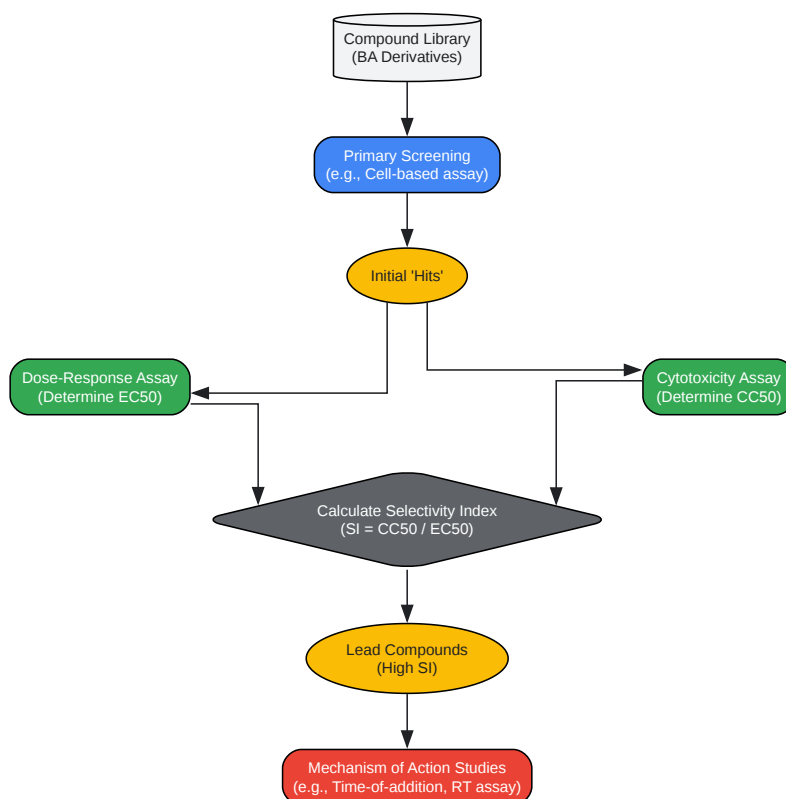 Compound Library
(BA Derivatives)
Primary Screening
(e.g., Cell-based assay)
Initial 'Hits'
Dose-Response Assay
(Determine EC50)
Cytotoxicity Assay
(Determine CC50)
Calculate Selectivity Index
(SI = CC50 / EC50)
Lead Compounds
(High SI)
Mechanism of Action Studies
(e.g., Time-of-addition, RT assay)